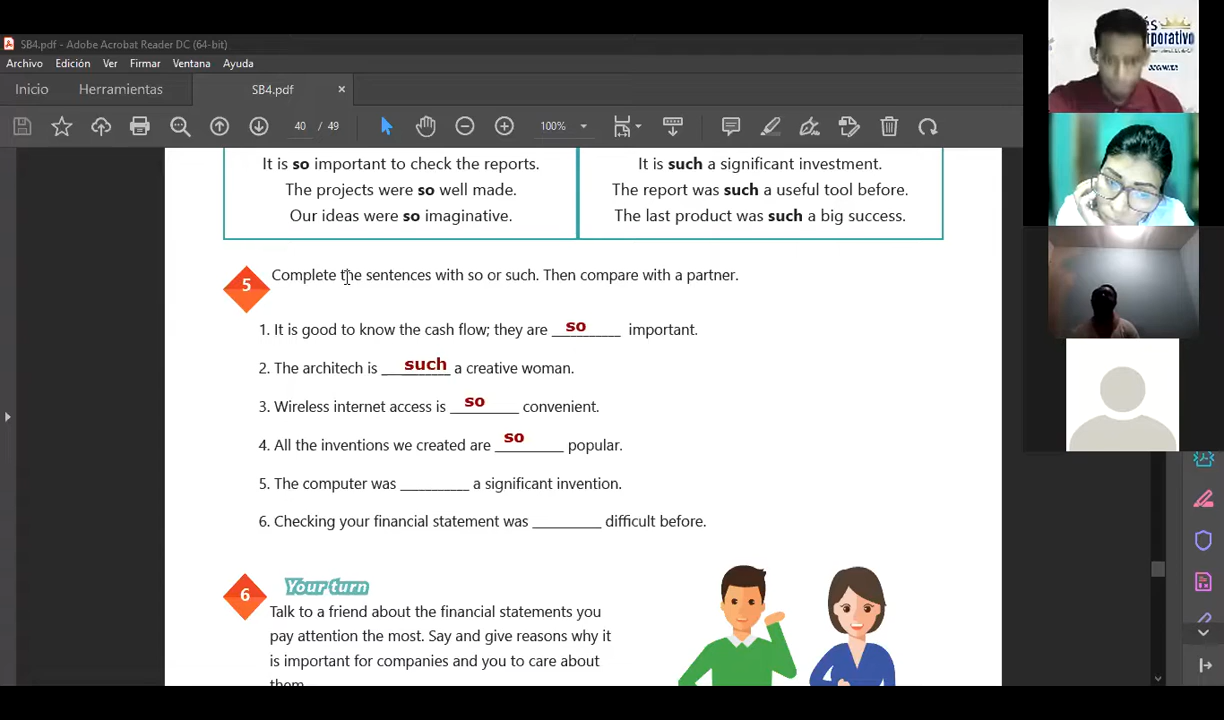 SB4.pdf - Adobe Acrobat Reader DC (64-bit)
Archivo Edición Ver Firmar Ventana Ayuda
Inicio Herramientas SB4.pdf ×
40 / 49 100%
It is so important to check the reports.
The projects were so well made.
Our ideas were so imaginative.
It is such a significant investment.
The report was such a useful tool before.
The last product was such a big success.
5 Complete the sentences with so or such. Then compare with a partner.
1. It is good to know the cash flow; they are so important.
2. The architech is such a creative woman.
3. Wireless internet access is so convenient.
4. All the inventions we created are so popular.
5. The computer was __________ a significant invention.
6. Checking your financial statement was __________ difficult before.
6 Your turn
Talk to a friend about the financial statements you
pay attention the most. Say and give reasons why it
is important for companies and you to care about
them.